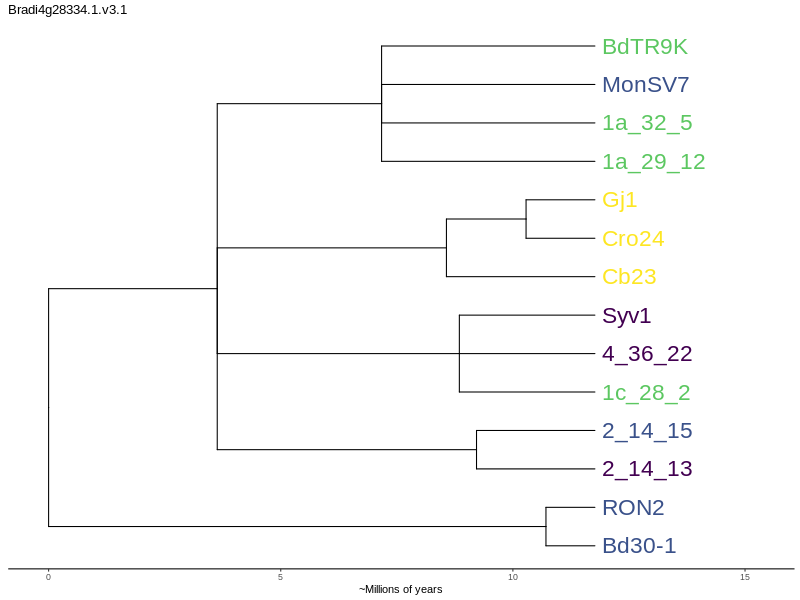 Bradi4g28334.1.v3.1
BdTR9K
MonSV7
1a_32_5
1a_29_12
Gj1
Cro24
Cb23
Syv1
4_36_22
1c_28_2
2_14_15
2_14_13
RON2
Bd30-1
0 5 10 15
~Millions of years